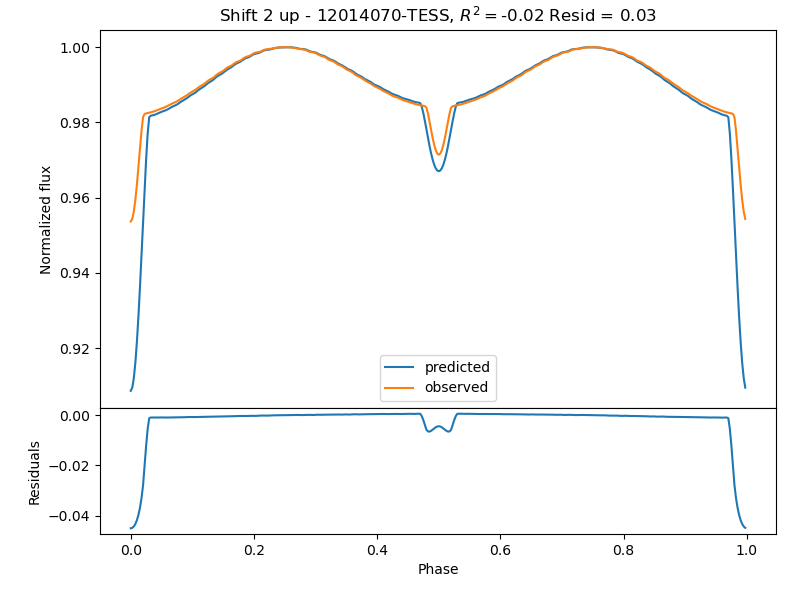 Shift 2 up - 12014070-TESS, R² = -0.02 Resid = 0.03
1.00
0.98
0.96
0.94
0.92
Normalized flux
predicted
observed
0.00
−0.02
−0.04
Residuals
0.0 0.2 0.4 0.6 0.8 1.0
Phase